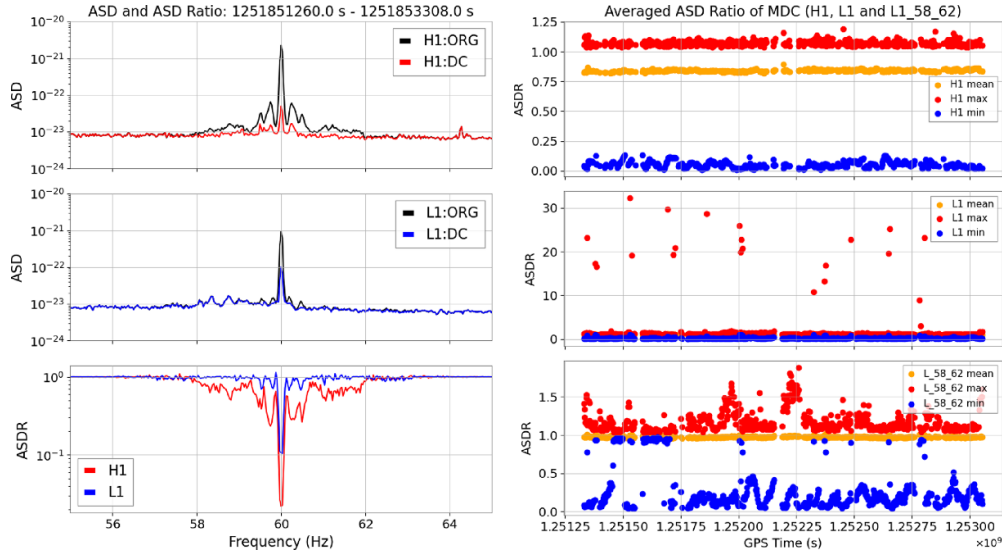 ASD and ASD Ratio: 1251851260.0 s - 1251853308.0 s
10⁻²⁰
10⁻²¹
10⁻²²
10⁻²³
10⁻²⁴
ASD
H1:ORG
H1:DC
10⁻²⁰
10⁻²¹
10⁻²²
10⁻²³
10⁻²⁴
ASD
L1:ORG
L1:DC
10⁰
10⁻¹
ASDR
H1
L1
56 58 60 62 64
Frequency (Hz)
Averaged ASD Ratio of MDC (H1, L1 and L1_58_62)
1.25
1.00
0.75
0.50
0.25
0.00
ASDR
H1 mean
H1 max
H1 min
30
20
10
0
ASDR
L1 mean
L1 max
L1 min
1.5
1.0
0.5
0.0
ASDR
L_58_62 mean
L_58_62 max
L_58_62 min
1.25125 1.25150 1.25175 1.25200 1.25225 1.25250 1.25275 1.25300
GPS Time (s)
×10⁹